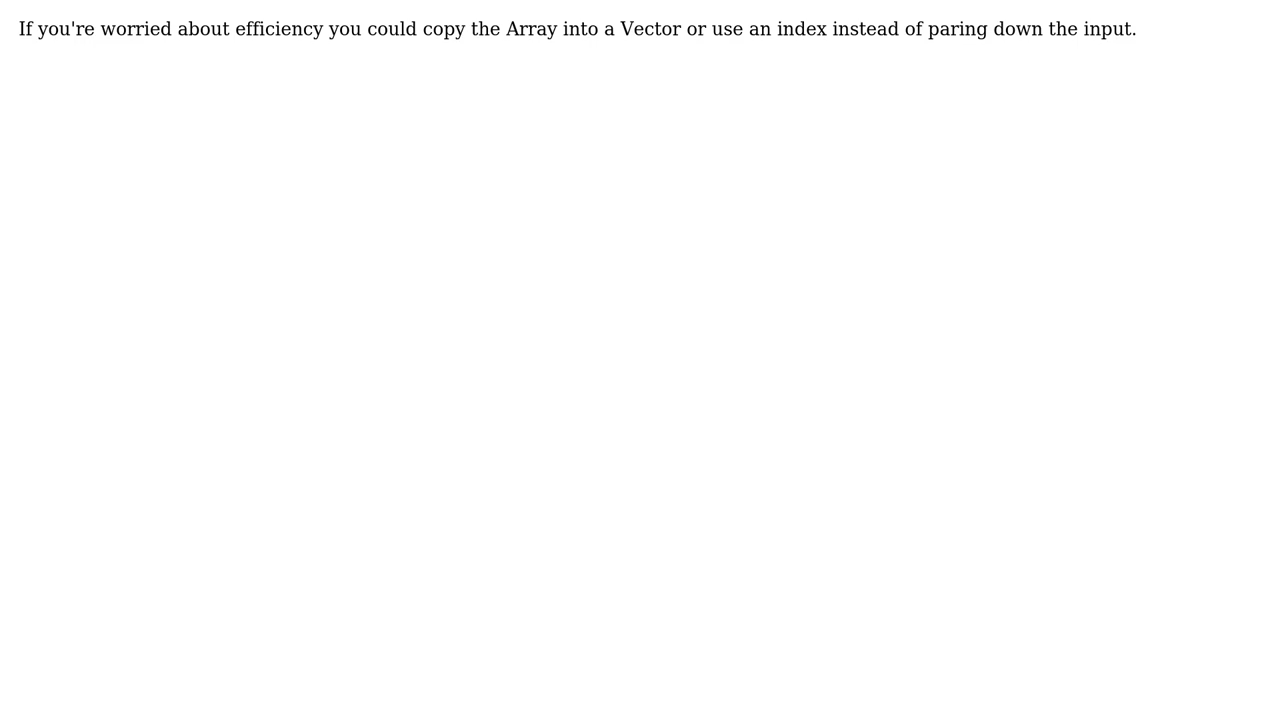 If you're worried about efficiency you could copy the Array into a Vector or use an index instead of paring down the input.